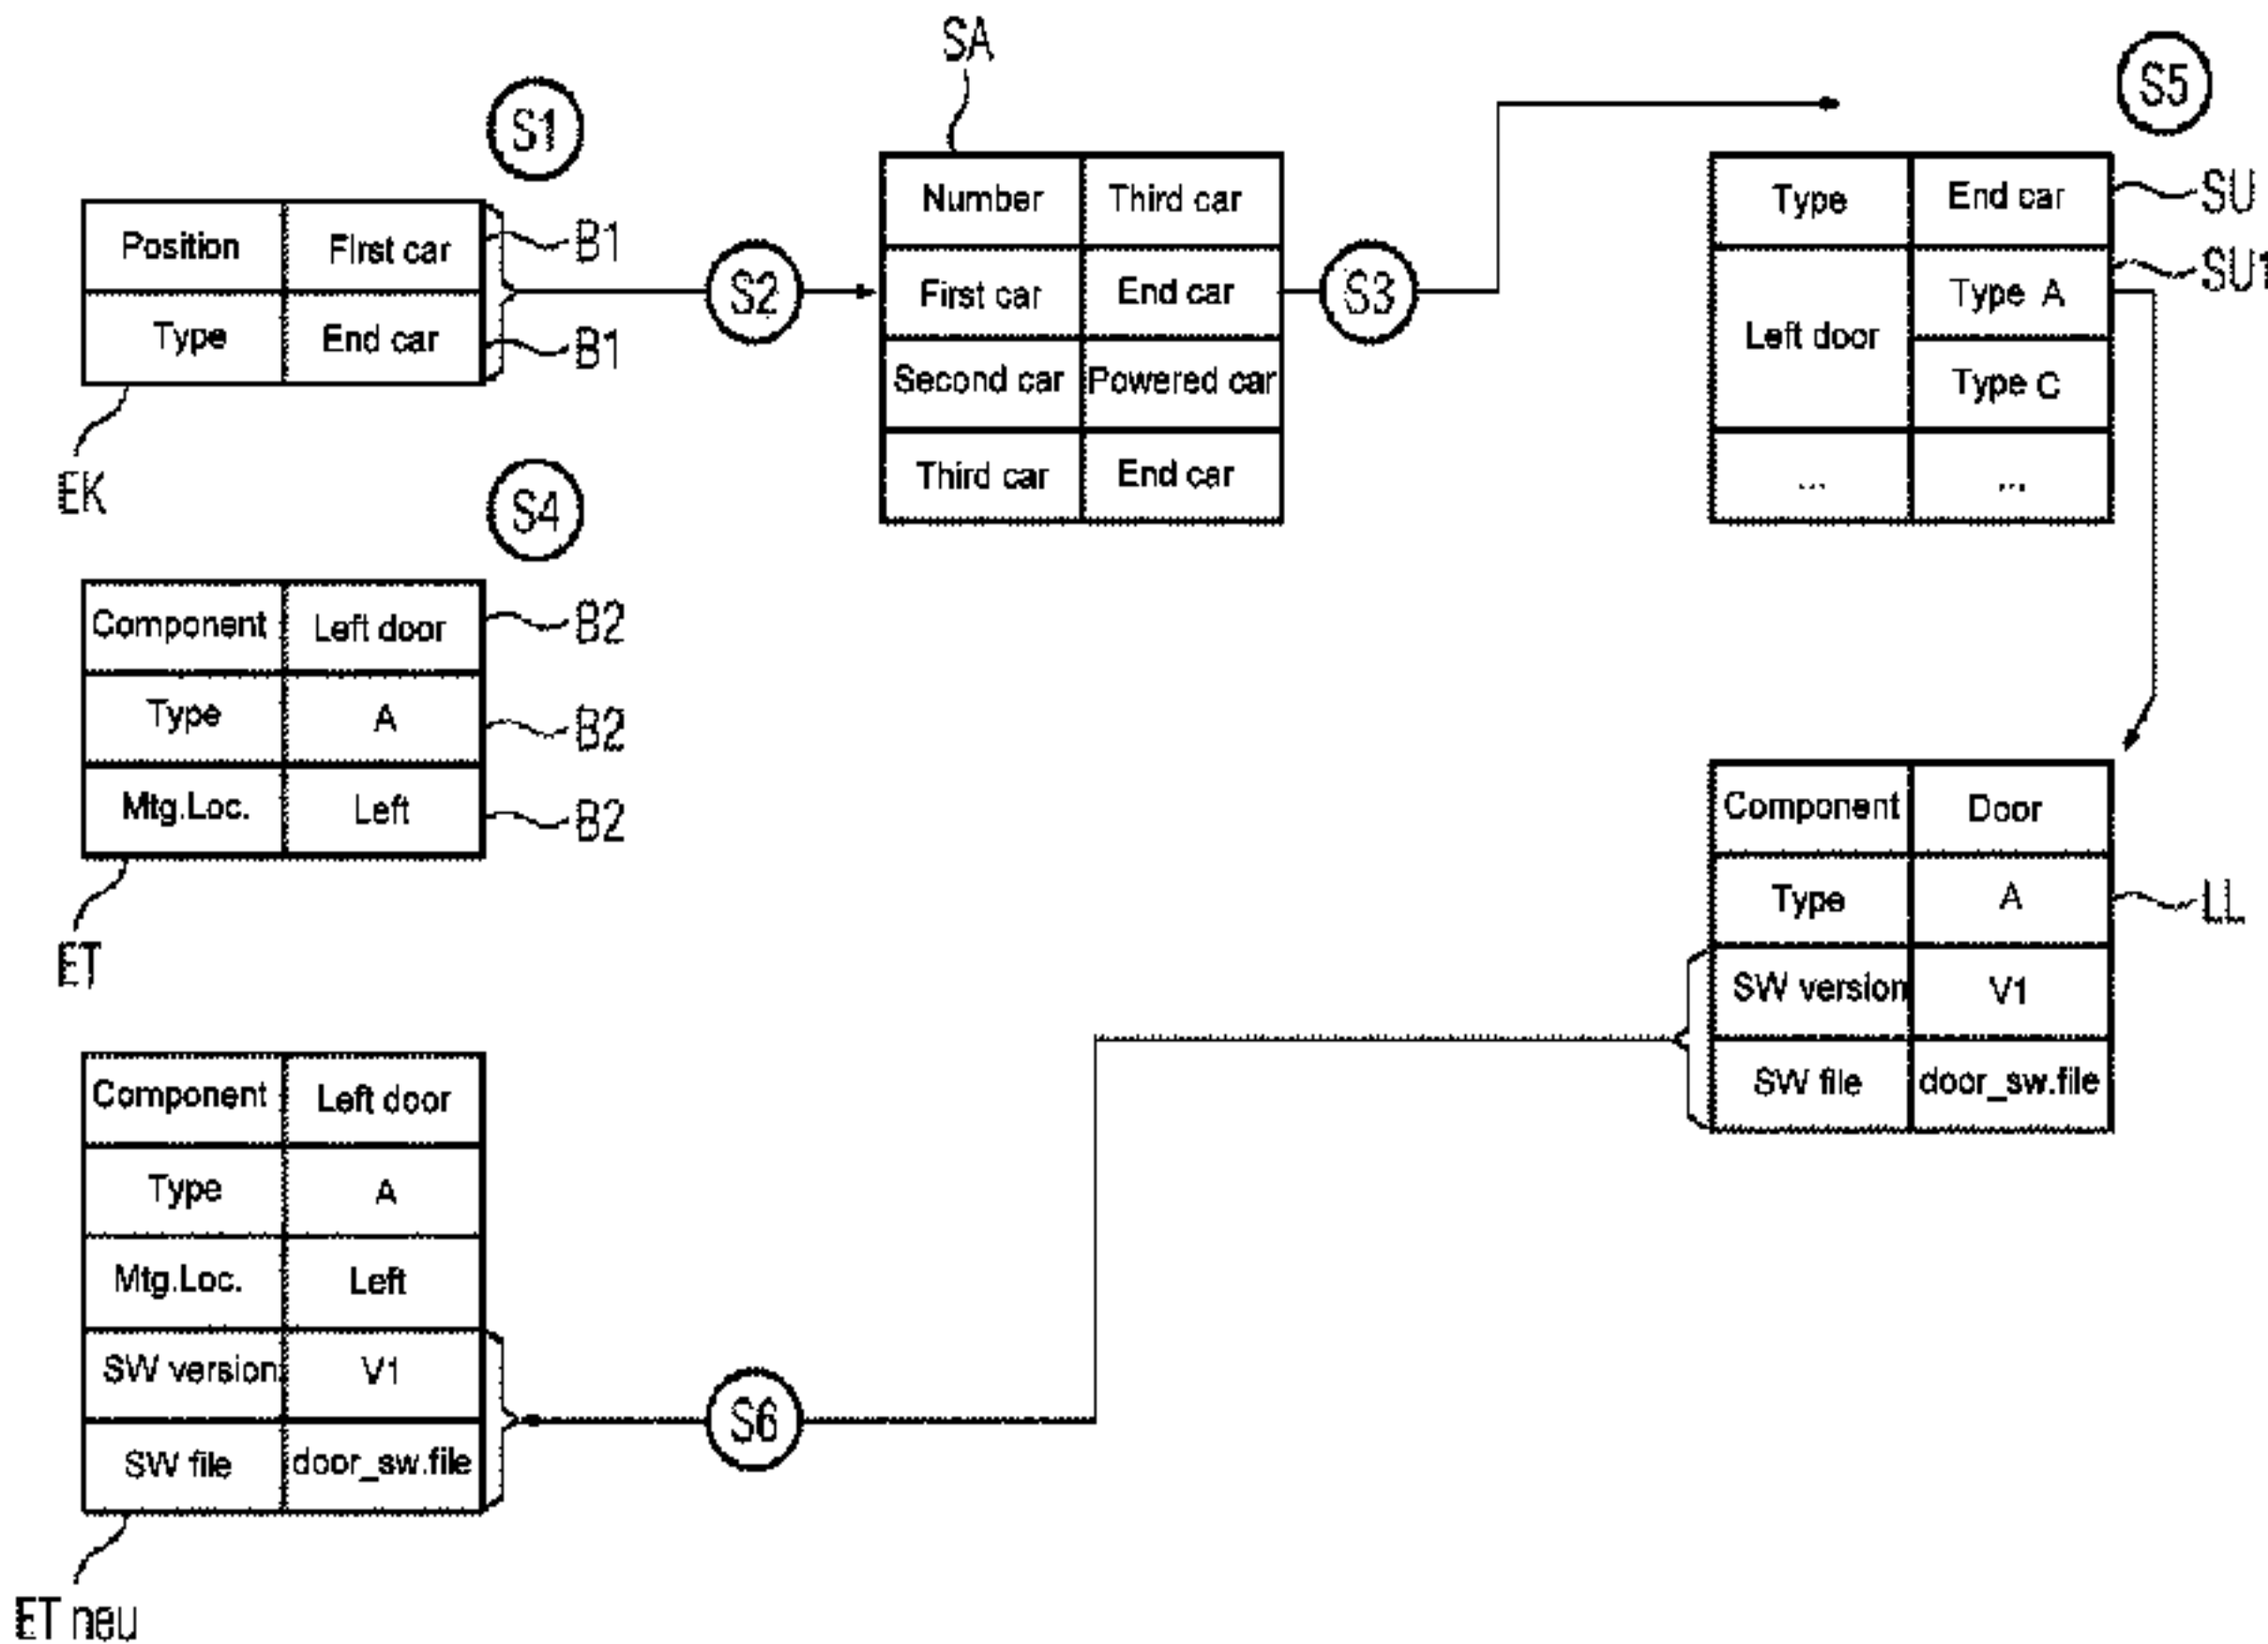 SA
S1
S5
Number Third car
Type End car
SU
Position First car
B1
First car End car
Left door Type A
SU1
S2
S3
Type End car
B1
Second car Powered car
Type C
Third car End car
... ...
EK
S4
Component Left door
B2
Type A
B2
Mtg.Loc. Left
B2
ET
Component Door
Type A
LL
SW version V1
SW file door_sw.file
Component Left door
Type A
Mtg.Loc. Left
SW version V1
SW file door_sw.file
S6
ET neu